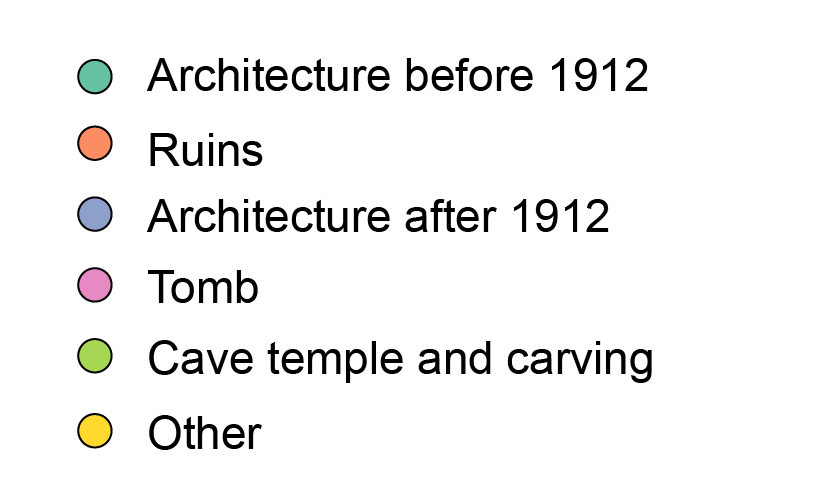 Architecture before 1912
Ruins
Architecture after 1912
Tomb
Cave temple and carving
Other